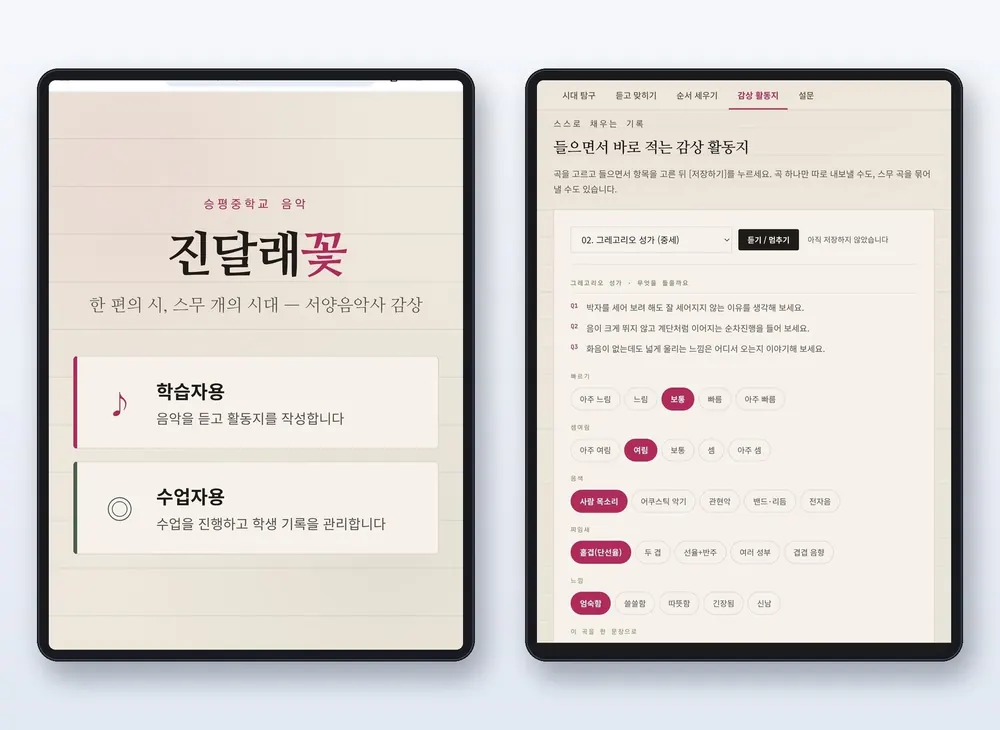 승평중학교 음악
진달래꽃
한 편의 시, 스무 개의 시대 — 서양음악사 감상
학습자용
음악을 듣고 활동지를 작성합니다
수업자용
수업을 진행하고 학생 기록을 관리합니다
시대 탐구 듣고 맞히기 순서 세우기 감상 활동지 설문
스스로 채우는 기록
들으면서 바로 적는 감상 활동지
곡을 고르고 들으면서 항목을 고른 뒤 [저장하기]를 누르세요. 곡 하나만 따로 내보낼 수도, 스무 곡을 묶어
낼 수도 있습니다.
02. 그레고리오 성가 (중세) 듣기 / 멈추기 아직 저장하지 않았습니다
그레고리오 성가 · 무엇을 들을까요
Q1 박자를 세어 보려 해도 잘 세어지지 않는 이유를 생각해 보세요.
Q2 음이 크게 뛰지 않고 계단처럼 이어지는 순차진행을 들어 보세요.
Q3 화음이 없는데도 넓게 울리는 느낌은 어디서 오는지 이야기해 보세요.
빠르기
아주 느림 느림 보통 빠름 아주 빠름
셈여림
아주 여림 여림 보통 셈 아주 셈
음색
사람 목소리 어쿠스틱 악기 관현악 밴드·리듬 전자음
짜임새
홑겹(단선율) 두 겹 선율+반주 여러 성부 겹겹 음향
느낌
엄숙함 쓸쓸함 따뜻함 긴장됨 신남
이 곡을 한 문장으로